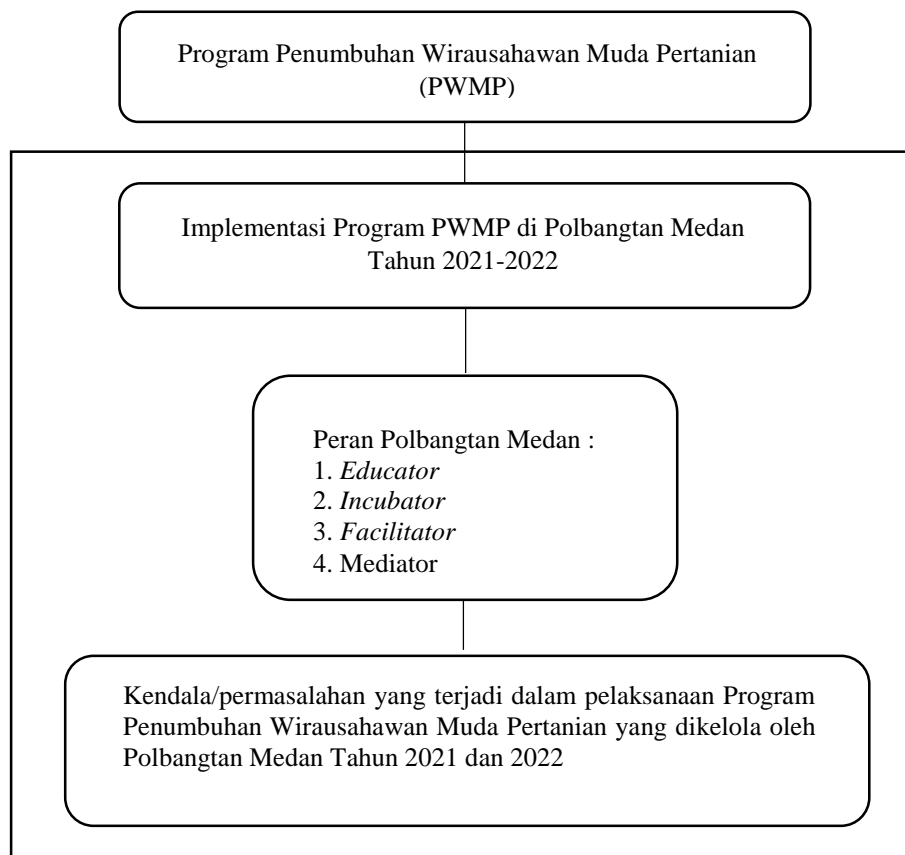 Program Penumbuhan Wirausahawan Muda Pertanian
(PWMP)
Implementasi Program PWMP di Polbangtan Medan
Tahun 2021-2022
Peran Polbangtan Medan :
1. Educator
2. Incubator
3. Facilitator
4. Mediator
Kendala/permasalahan yang terjadi dalam pelaksanaan Program
Penumbuhan Wirausahawan Muda Pertanian yang dikelola oleh
Polbangtan Medan Tahun 2021 dan 2022